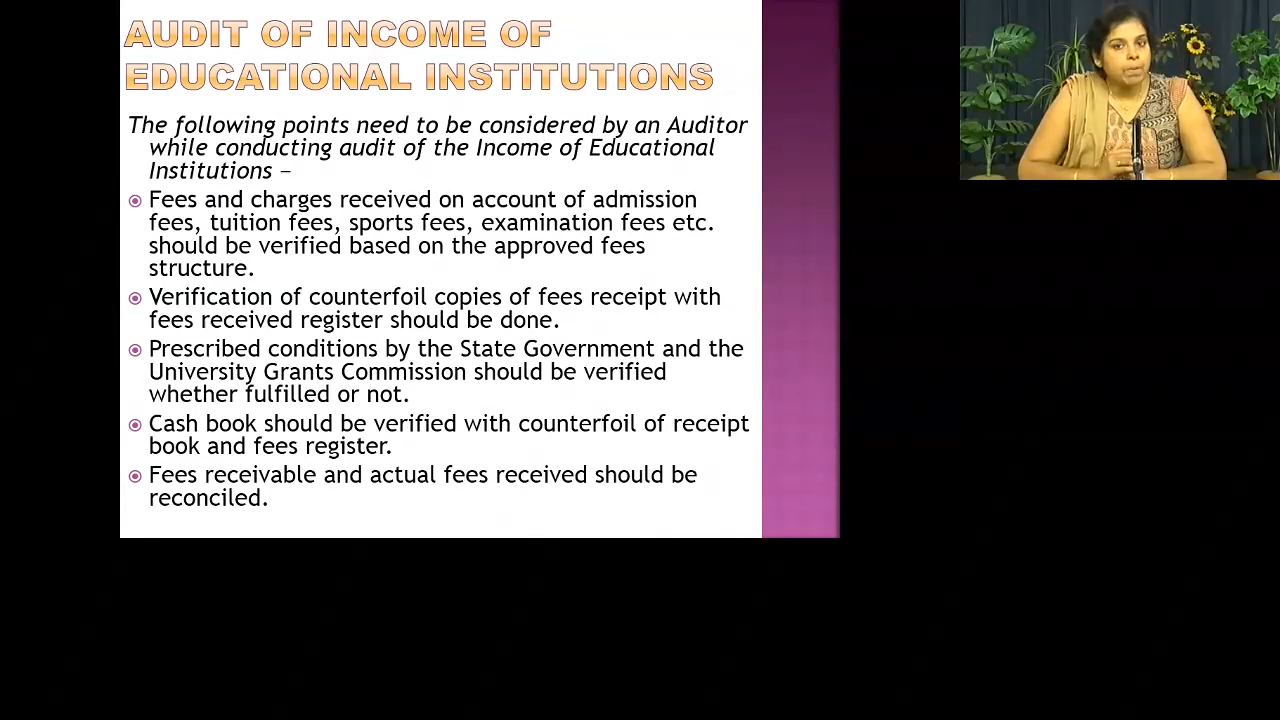 AUDIT OF INCOME OF
EDUCATIONAL INSTITUTIONS
The following points need to be considered by an Auditor
while conducting audit of the Income of Educational
Institutions –
Fees and charges received on account of admission
fees, tuition fees, sports fees, examination fees etc.
should be verified based on the approved fees
structure.
Verification of counterfoil copies of fees receipt with
fees received register should be done.
Prescribed conditions by the State Government and the
University Grants Commission should be verified
whether fulfilled or not.
Cash book should be verified with counterfoil of receipt
book and fees register.
Fees receivable and actual fees received should be
reconciled.